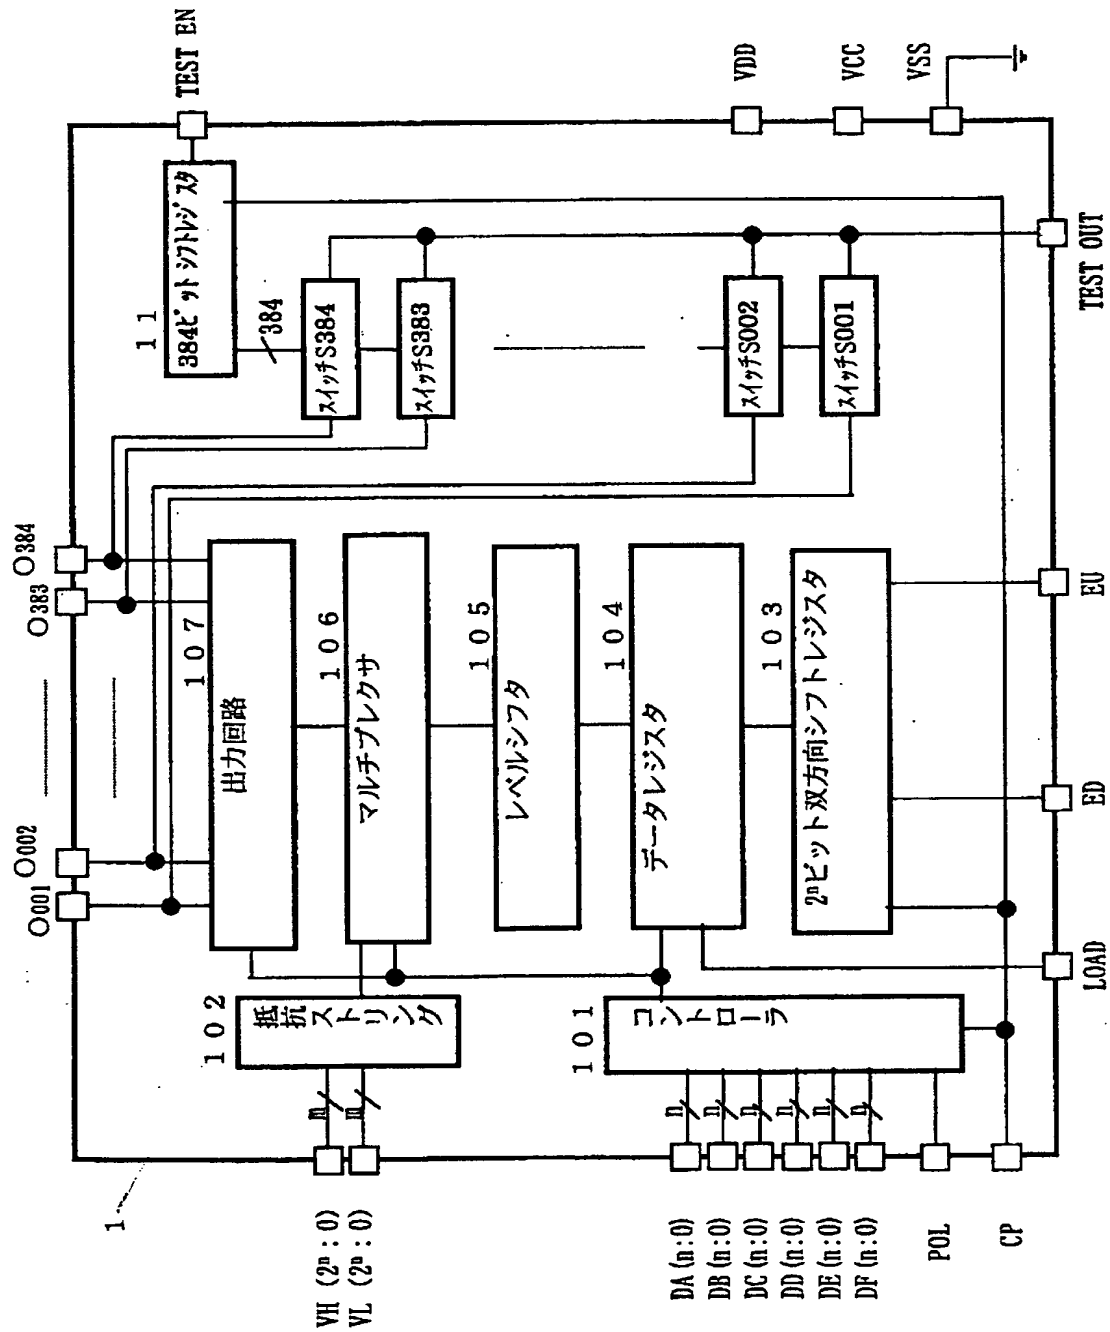 TEST EN
VDD
VCC
VSS
11
384ビットシフトレジスタ
384
スイッチS384
スイッチS383
スイッチS002
スイッチS001
TEST OUT
O384
O383
O002
O001
107
出力回路
106
マルチプレクサ
105
レベルシフタ
104
データレジスタ
103
2ⁿビット双方向シフトレジスタ
EU
ED
LOAD
102
抵抗ストリング
101
コントローラ
m
m
n
n
n
n
n
n
1
VH (2ⁿ:0)
VL (2ⁿ:0)
DA(n:0)
DB(n:0)
DC(n:0)
DD(n:0)
DE(n:0)
DF(n:0)
POL
CP